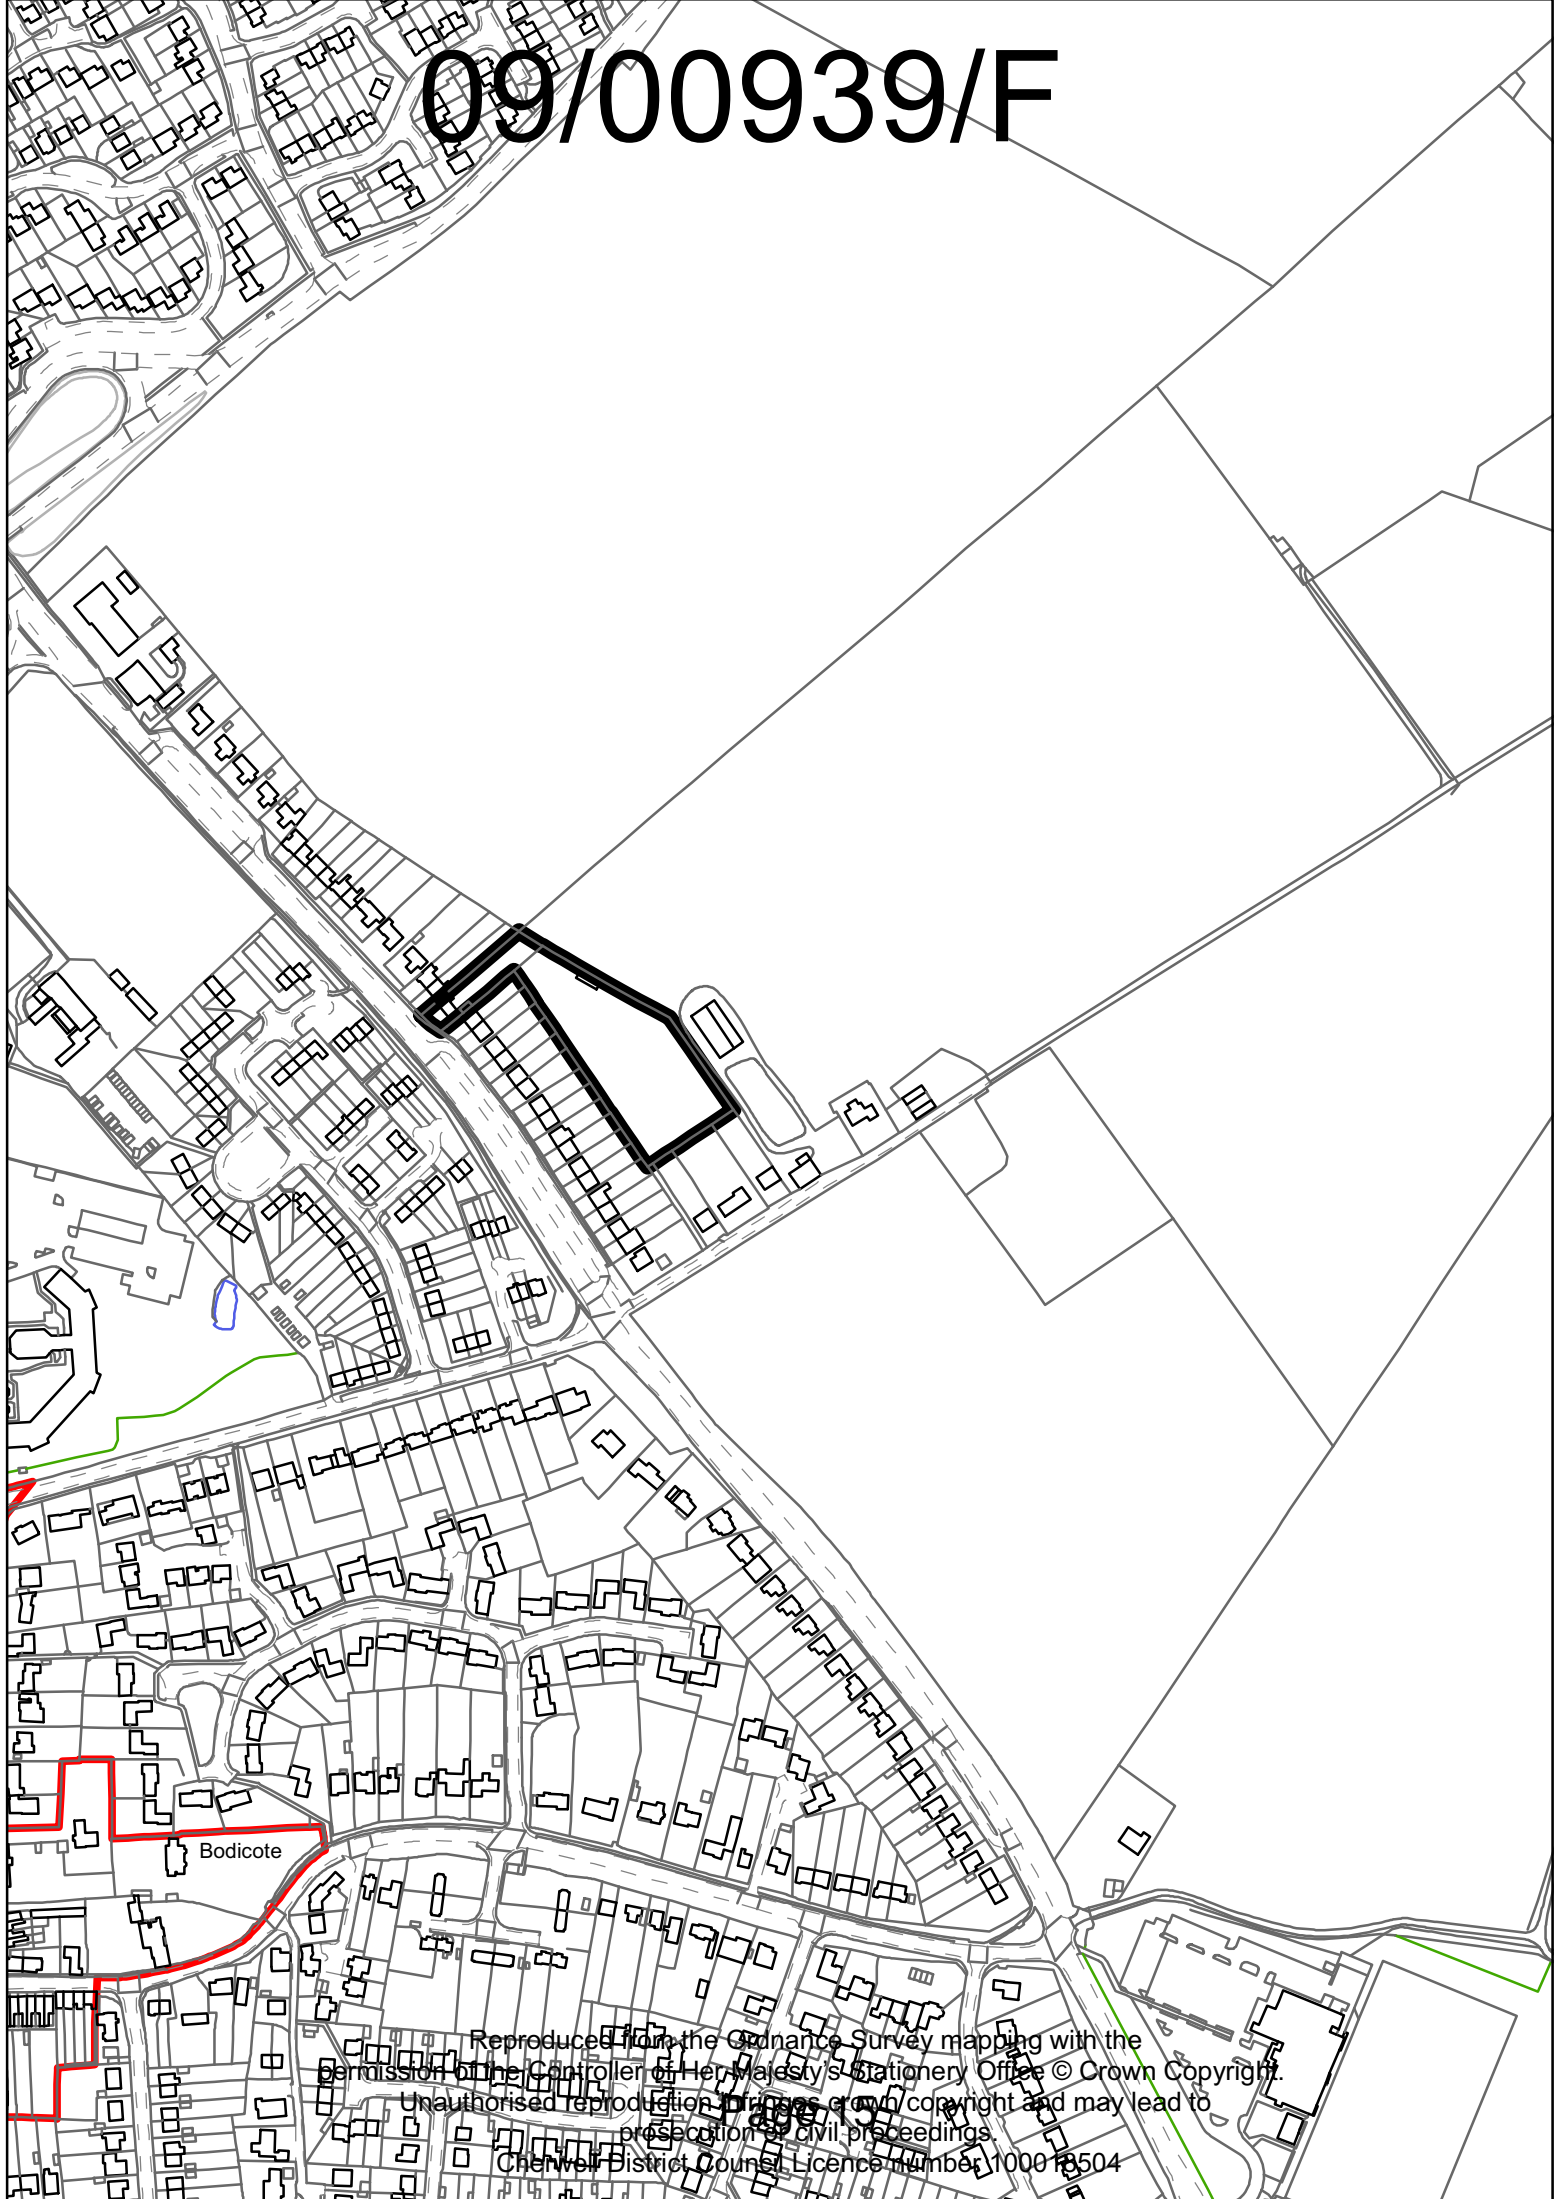 09/00939/F
Bodicote
Reproduced from the Ordnance Survey mapping with the
permission of the Controller of Her Majesty's Stationery Office © Crown Copyright.
Unauthorised reproduction infringes crown copyright and may lead to
Page 15
prosecution or civil proceedings.
Cherwell District Council Licence number 100018504